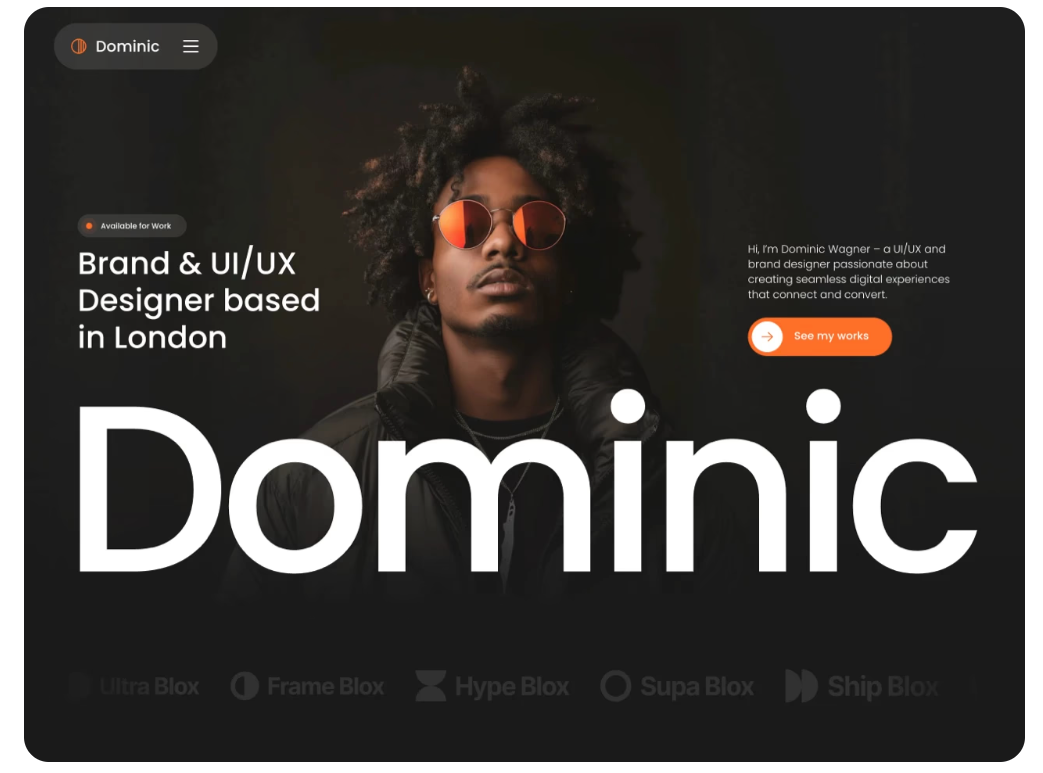 Dominic
Available for Work
Brand & UI/UX
Designer based
in London
Hi, I'm Dominic Wagner – a UI/UX and
brand designer passionate about
creating seamless digital experiences
that connect and convert.
See my works
Dominic
Ultra Blox Frame Blox Hype Blox Supa Blox Ship Blox